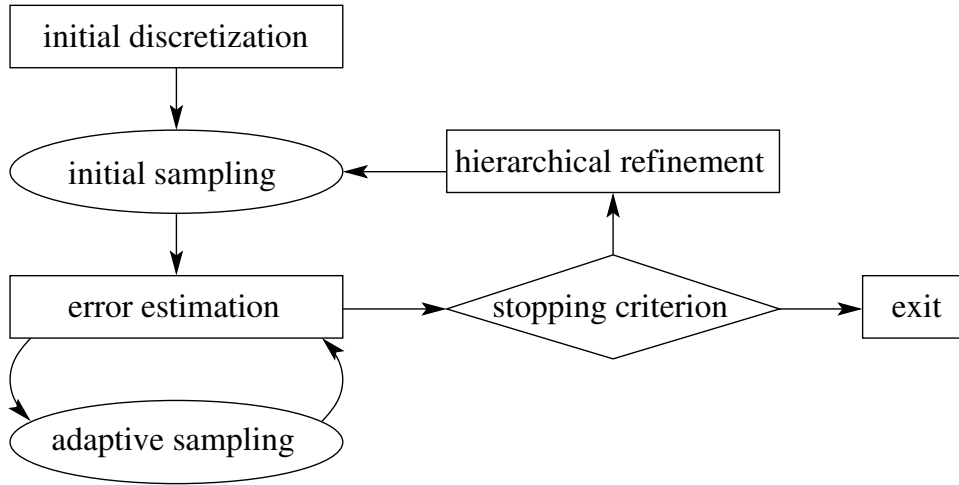 initial discretization
initial sampling
hierarchical refinement
error estimation
stopping criterion
exit
adaptive sampling